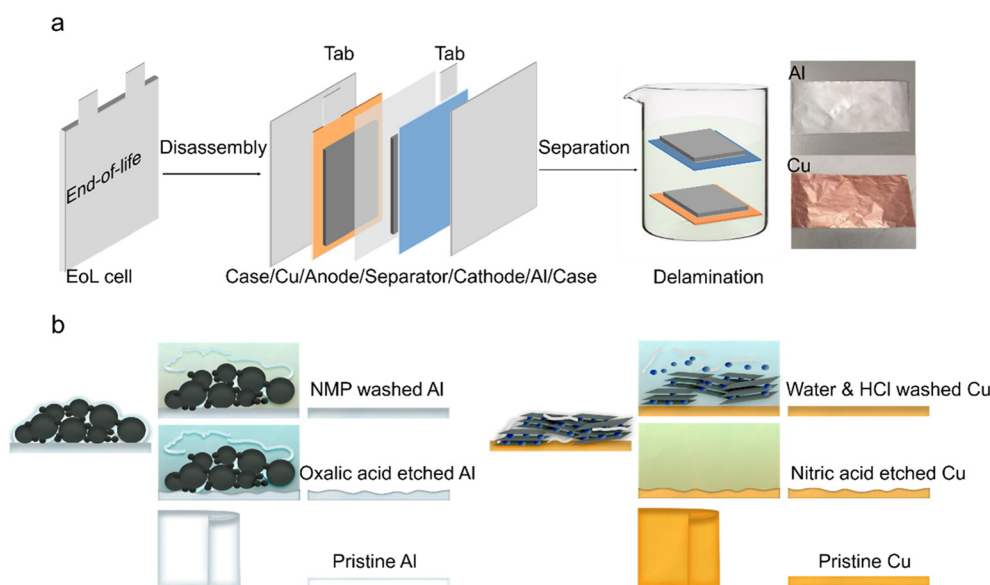 a
Tab
Tab
Al
End-of-life
Disassembly
Separation
Cu
EoL cell
Case/Cu/Anode/Separator/Cathode/Al/Case
Delamination
b
NMP washed Al
Water & HCl washed Cu
Oxalic acid etched Al
Nitric acid etched Cu
Pristine Al
Pristine Cu